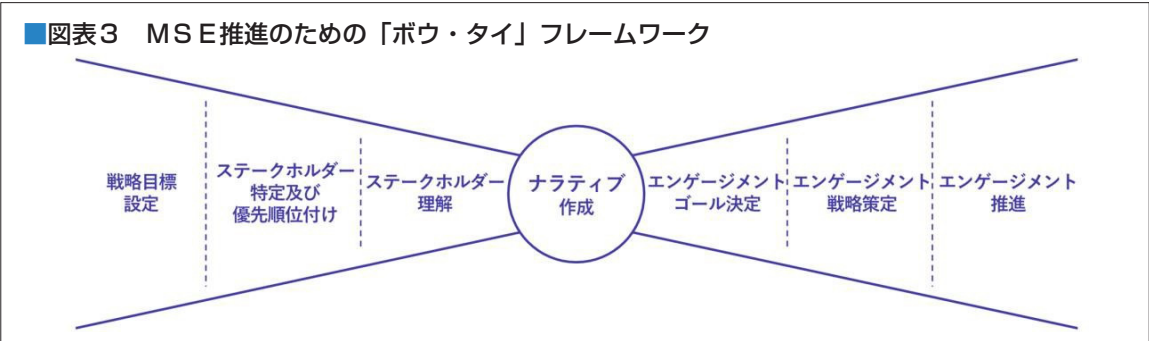 ■図表3　MSE推進のための「ボウ・タイ」フレームワーク
戦略目標
設定
ステークホルダー
特定及び
優先順位付け
ステークホルダー
理解
ナラティブ
作成
エンゲージメント
ゴール決定
エンゲージメント
戦略策定
エンゲージメント
推進